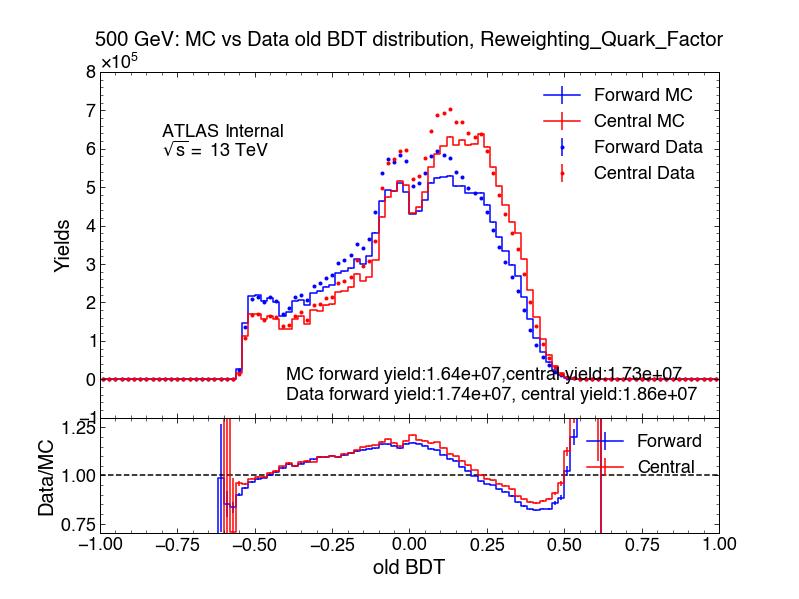 500 GeV: MC vs Data old BDT distribution, Reweighting_Quark_Factor
×10⁵
8
7
6
5
4
3
2
1
0
−1
Yields
ATLAS Internal
√s = 13 TeV
Forward MC
Central MC
Forward Data
Central Data
MC forward yield:1.64e+07,central yield:1.73e+07
Data forward yield:1.74e+07, central yield:1.86e+07
1.25
1.00
0.75
Data/MC
Forward
Central
−1.00 −0.75 −0.50 −0.25 0.00 0.25 0.50 0.75 1.00
old BDT